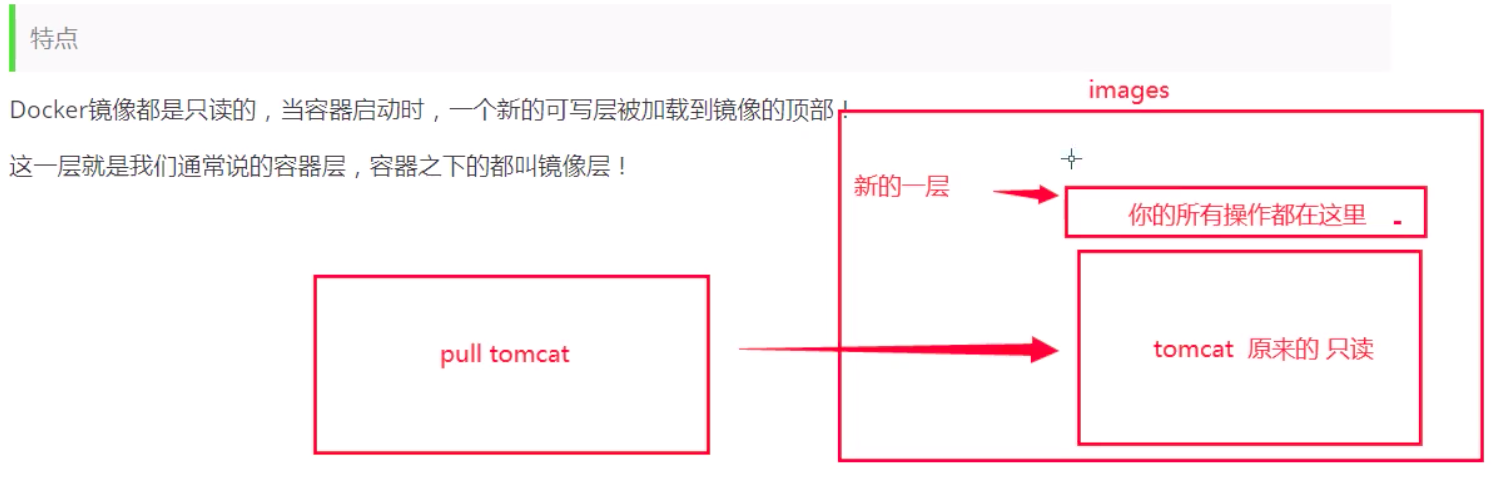 特点
Docker镜像都是只读的，当容器启动时，一个新的可写层被加载到镜像的顶部！
这一层就是我们通常说的容器层，容器之下的都叫镜像层！
images
新的一层
你的所有操作都在这里
pull tomcat
tomcat 原来的 只读